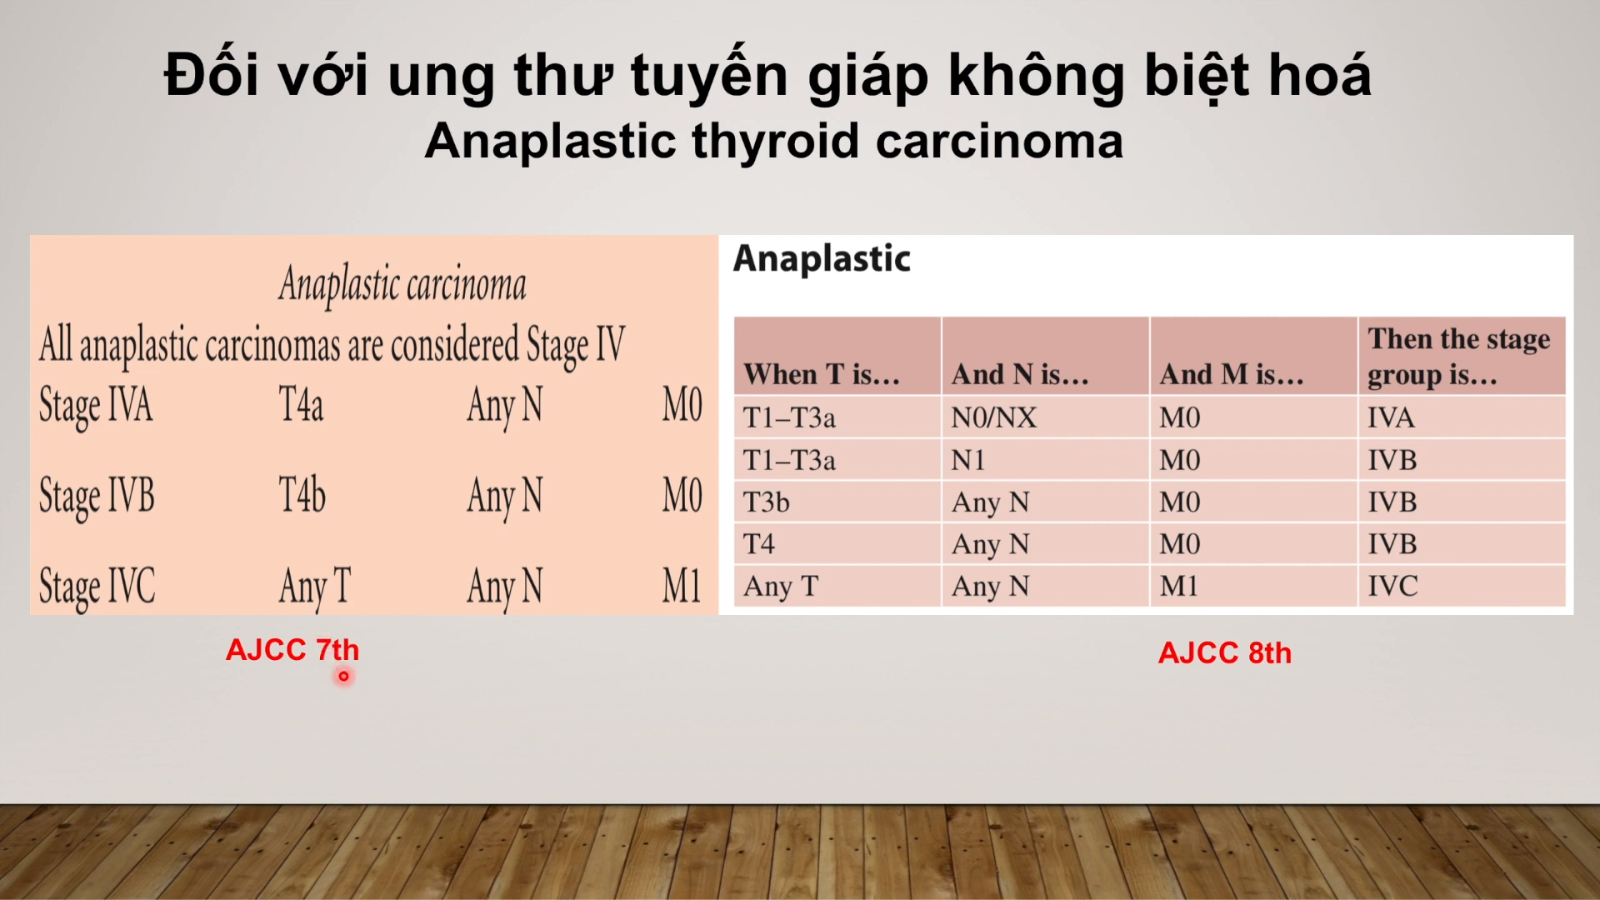 Đối với ung thư tuyến giáp không biệt hoá
Anaplastic thyroid carcinoma
Anaplastic carcinoma
All anaplastic carcinomas are considered Stage IV
Stage IVA T4a Any N M0
Stage IVB T4b Any N M0
Stage IVC Any T Any N M1
AJCC 7th
Anaplastic
When T is… And N is… And M is… Then the stage group is…
T1–T3a N0/NX M0 IVA
T1–T3a N1 M0 IVB
T3b Any N M0 IVB
T4 Any N M0 IVB
Any T Any N M1 IVC
AJCC 8th